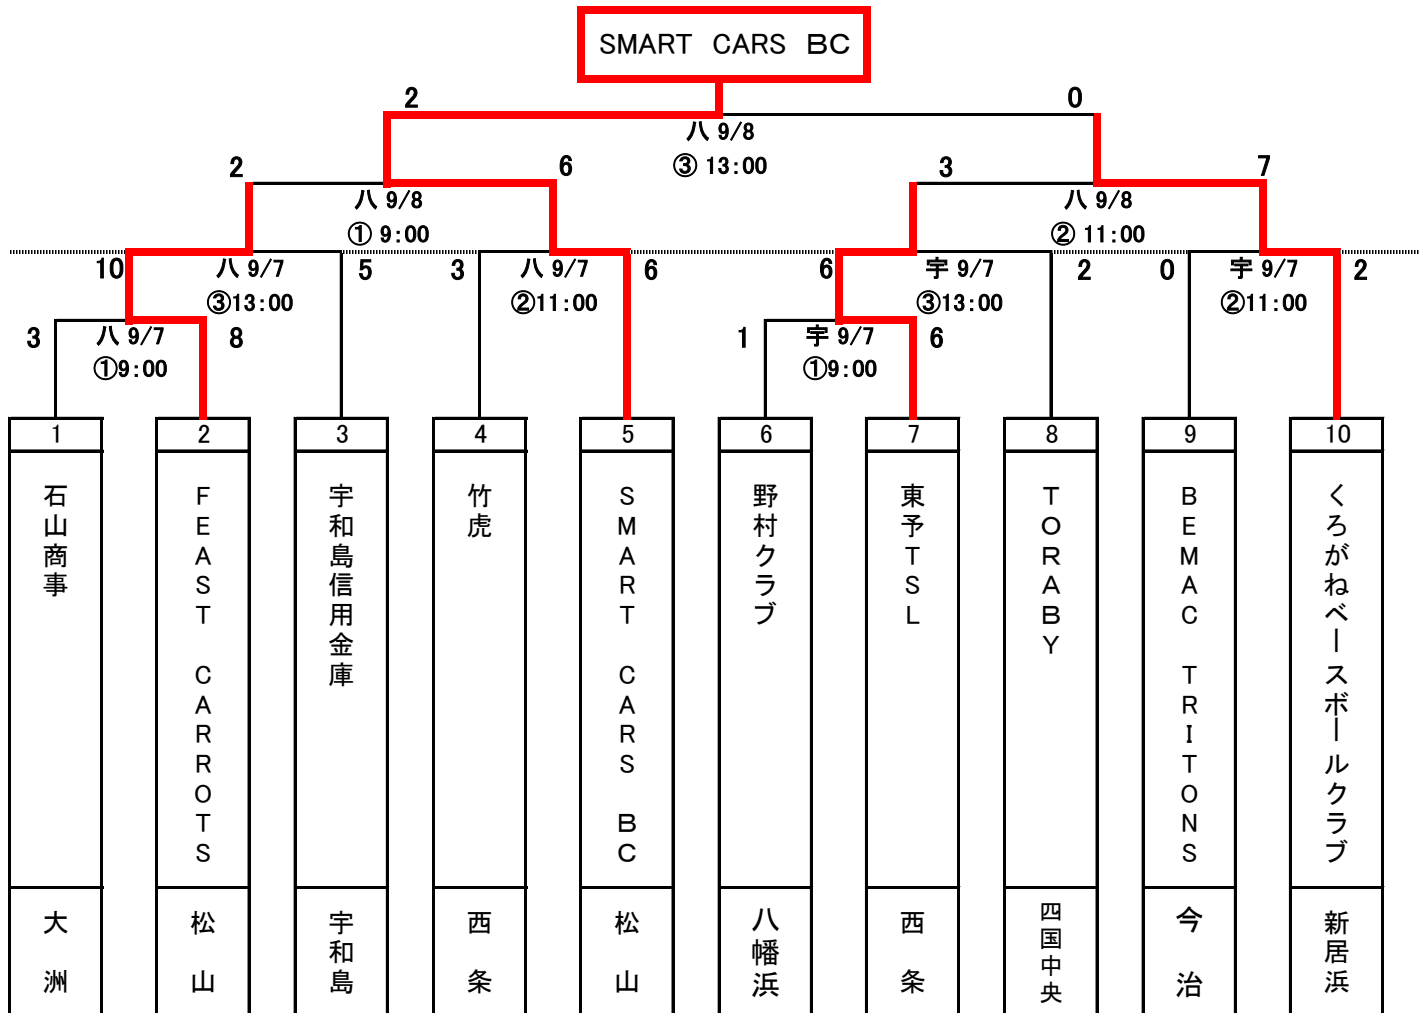 SMART CARS BC
2 0
八 9/8
③ 13:00
2 6 3 7
八 9/8 八 9/8
① 9:00 ② 11:00
10 八 9/7 5 3 八 9/7 6 6 宇 9/7 2 0 宇 9/7 2
③13:00 ②11:00 ③13:00 ②11:00
3 八 9/7 8 1 宇 9/7 6
①9:00 ①9:00
1 2 3 4 5 6 7 8 9 10
石山商事
FEAST CARROTS
宇和島信用金庫
竹虎
SMART CARS BC
野村クラブ
東予TSL
TORABY
BEMAC TRITONS
くろがねベースボールクラブ
大洲
松山
宇和島
西条
松山
八幡浜
西条
四国中央
今治
新居浜